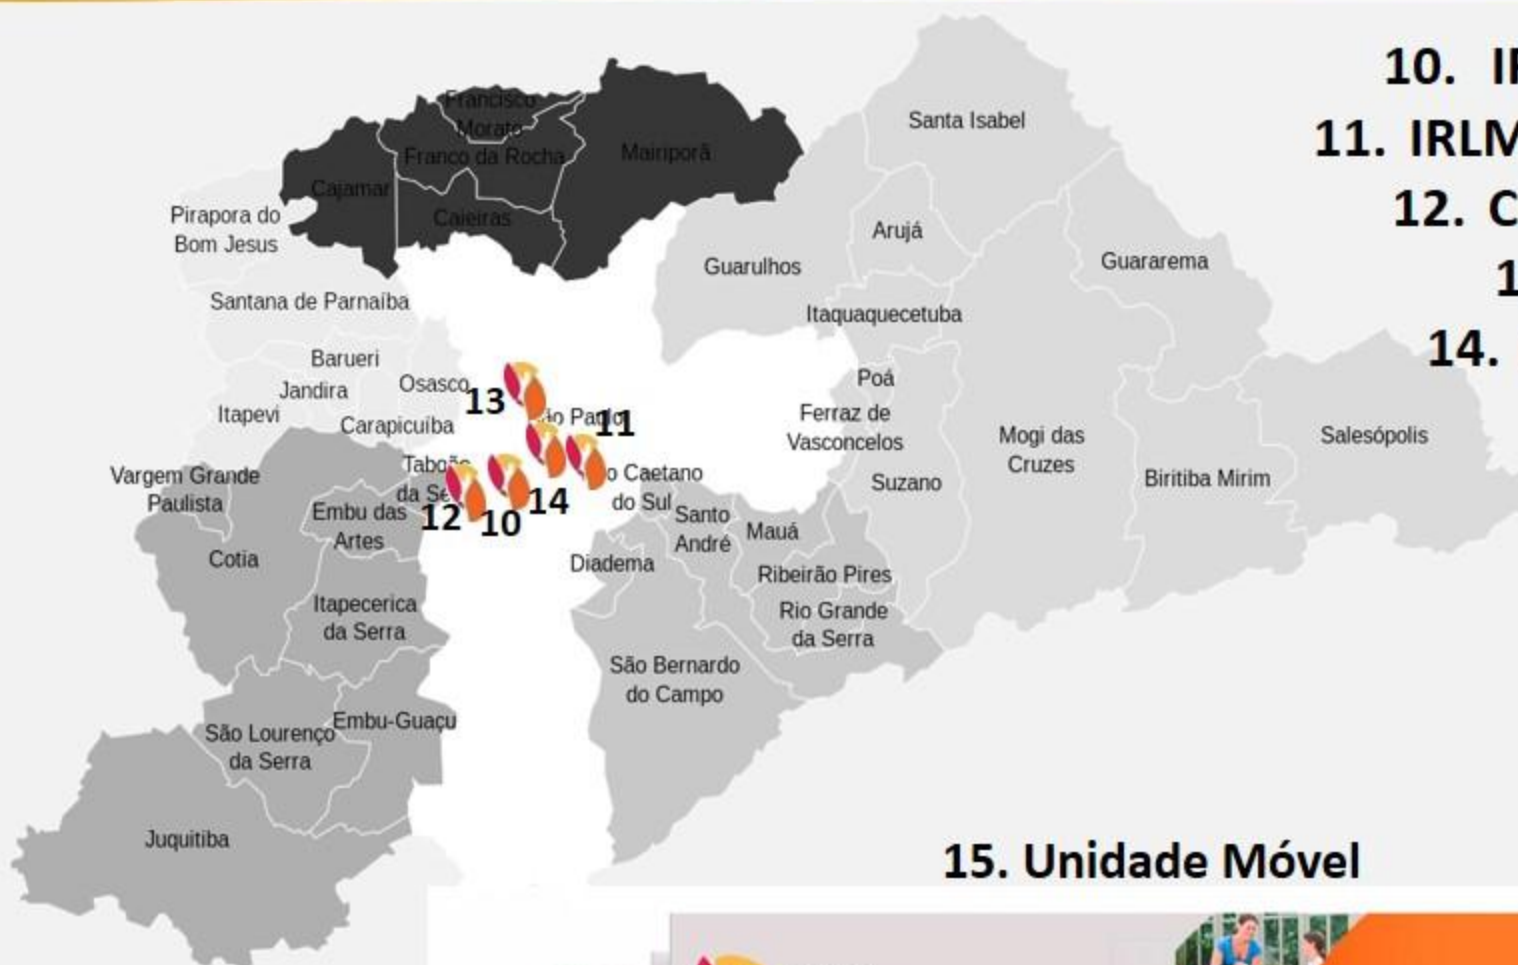 10.
11. IRLM
12. C
1
14.
Francisco
Morato
Franco da Rocha
Mairiporã
Cajamar
Caieiras
Pirapora do
Bom Jesus
Santana de Parnaíba
Barueri
Jandira
Itapevi
Osasco
Carapicuíba
Vargem Grande
Paulista
Cotia
Embu das
Artes
Itapecerica
da Serra
São Lourenço
da Serra
Embu-Guaçu
Juquitiba
13
11
12
10
14
o Caetano
do Sul
Diadema
Santo
André
Mauá
Ribeirão Pires
Rio Grande
da Serra
São Bernardo
do Campo
Santa Isabel
Arujá
Guarulhos
Guararema
Itaquaquecetuba
Poá
Ferraz de
Vasconcelos
Suzano
Mogi das
Cruzes
Biritiba Mirim
Salesópolis
15. Unidade Móvel